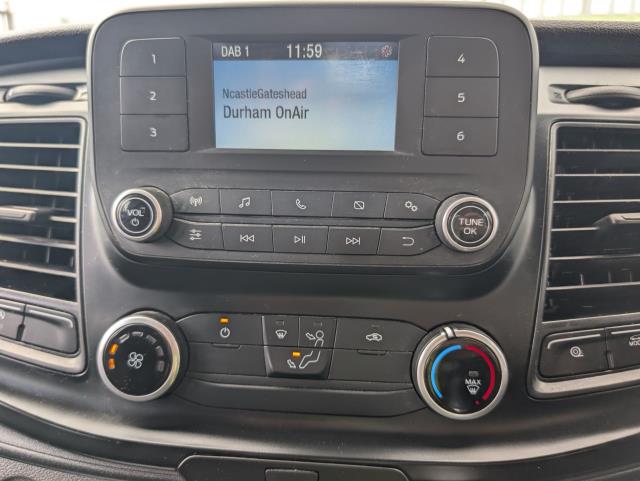 DAB 1 11:59
NcastleGateshead
Durham OnAir
1
2
3
4
5
6
VOL
TUNE
OK
MAX